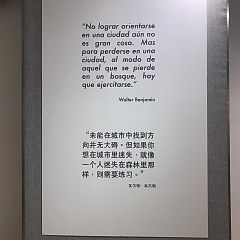 "No lograr orientarse
en una ciudad aún no
es gran cosa. Mas
para perderse en una
ciudad, al modo de
aquel que se pierde
en un bosque, hay
que ejercitarse."
Walter Benjamin
“未能在城市中找到方
向并无大碍。但如果你
想在城市里迷失，就像
一个人迷失在森林里那
样，则需要练习。”
瓦尔特·本杰明